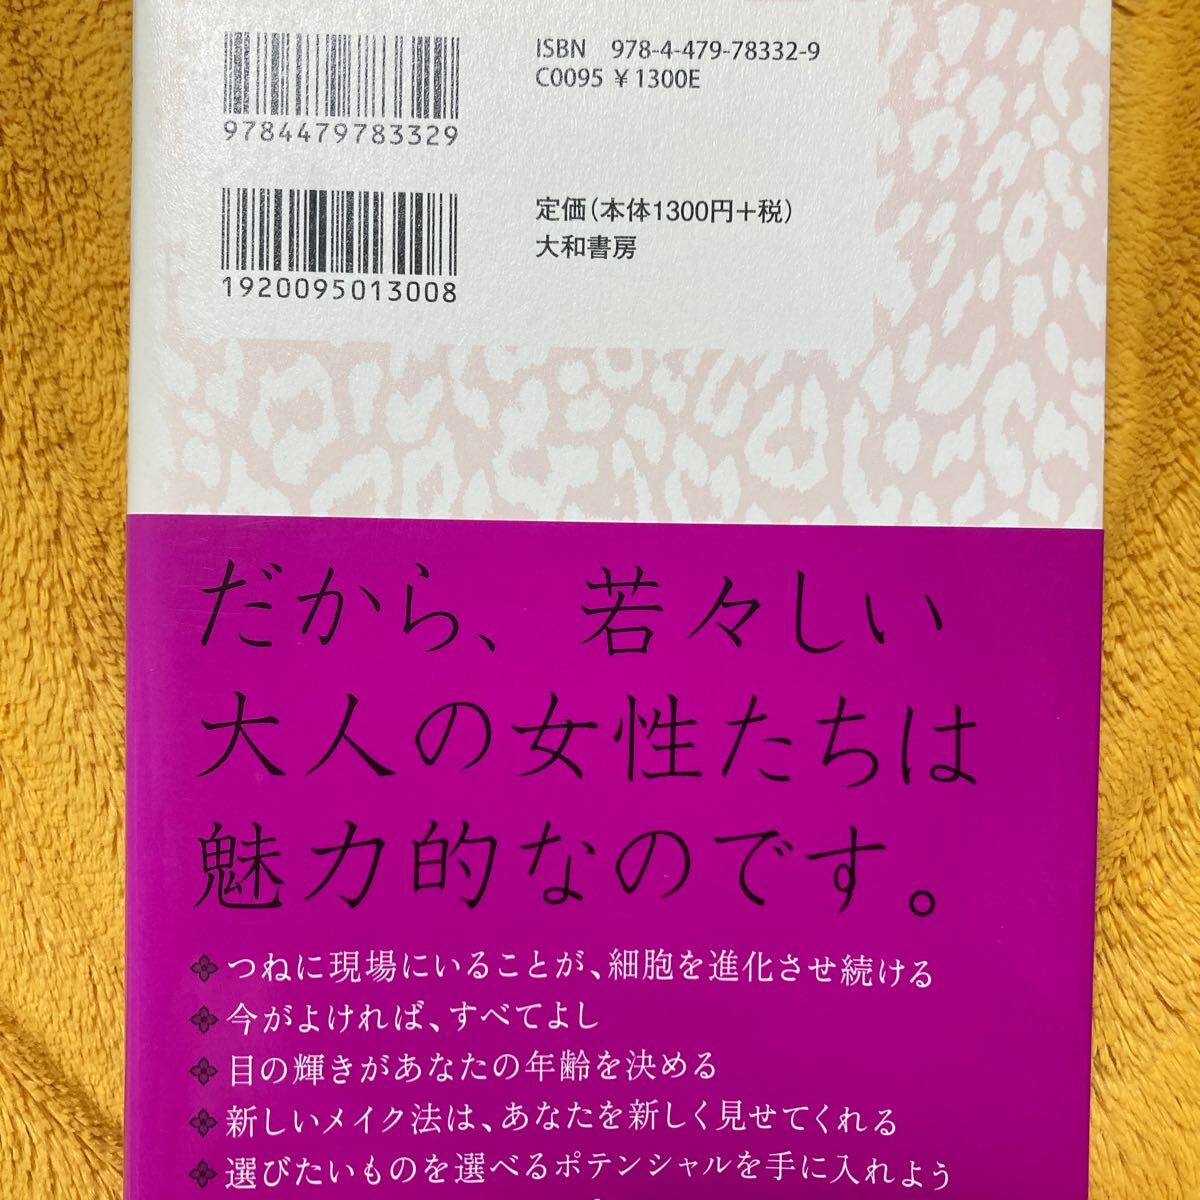 ISBN 978-4-479-78332-9
C0095 ¥1300E
9784479783329
定価(本体1300円+税)
大和書房
1920095013008
だから、若々しい
大人の女性たちは
魅力的なのです。
つねに現場にいることが、細胞を進化させ続ける
今がよければ、すべてよし
目の輝きがあなたの年齢を決める
新しいメイク法は、あなたを新しく見せてくれる
選びたいものを選べるポテンシャルを手に入れよう